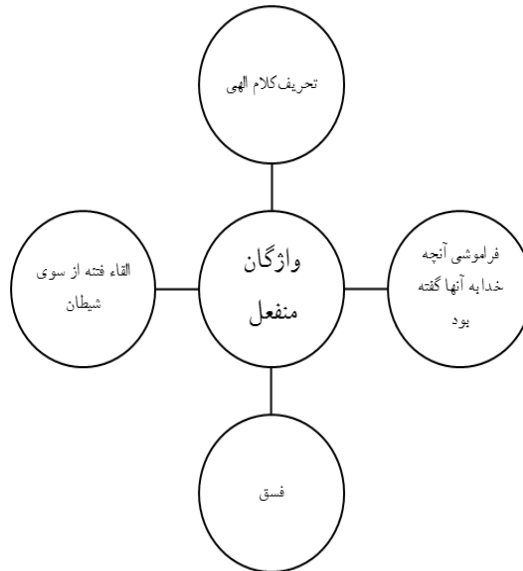 تحریف کلام الهی
فراموشی آنچه
خدا به آنها گفته
بود
واژگان
منفعل
القاء فتنه از سوی
شیطان
فسق